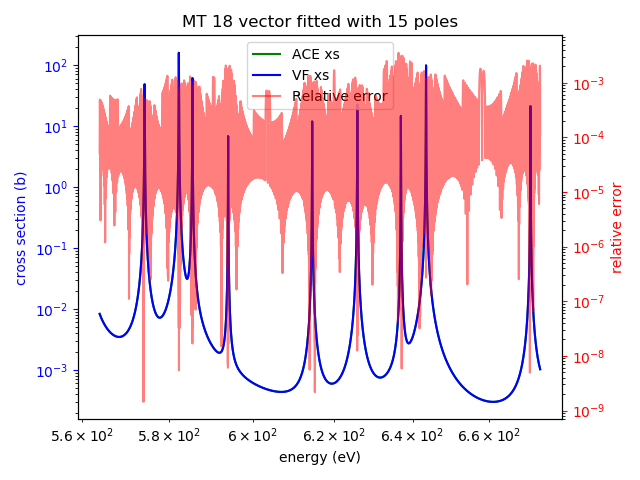 MT 18 vector fitted with 15 poles
ACE xs
VF xs
Relative error
cross section (b)
10²
10¹
10⁰
10⁻¹
10⁻²
10⁻³
relative error
10⁻³
10⁻⁴
10⁻⁵
10⁻⁶
10⁻⁷
10⁻⁸
10⁻⁹
5.6 × 10² 5.8 × 10² 6 × 10² 6.2 × 10² 6.4 × 10² 6.6 × 10²
energy (eV)